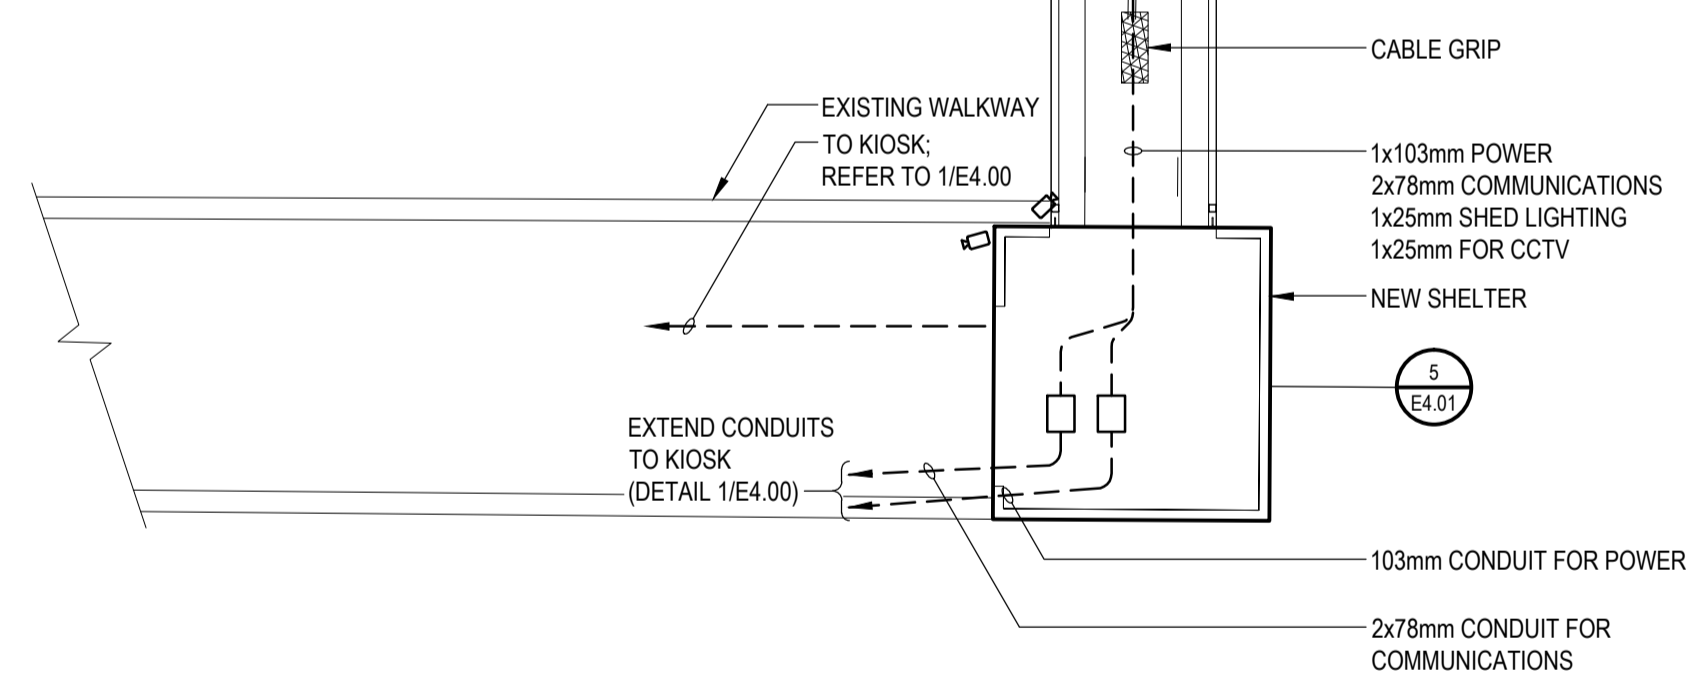 CABLE GRIP
EXISTING WALKWAY
TO KIOSK;
REFER TO 1/E4.00
1x103mm POWER
2x78mm COMMUNICATIONS
1x25mm SHED LIGHTING
1x25mm FOR CCTV
NEW SHELTER
5
E4.01
EXTEND CONDUITS
TO KIOSK
(DETAIL 1/E4.00)
103mm CONDUIT FOR POWER
2x78mm CONDUIT FOR
COMMUNICATIONS